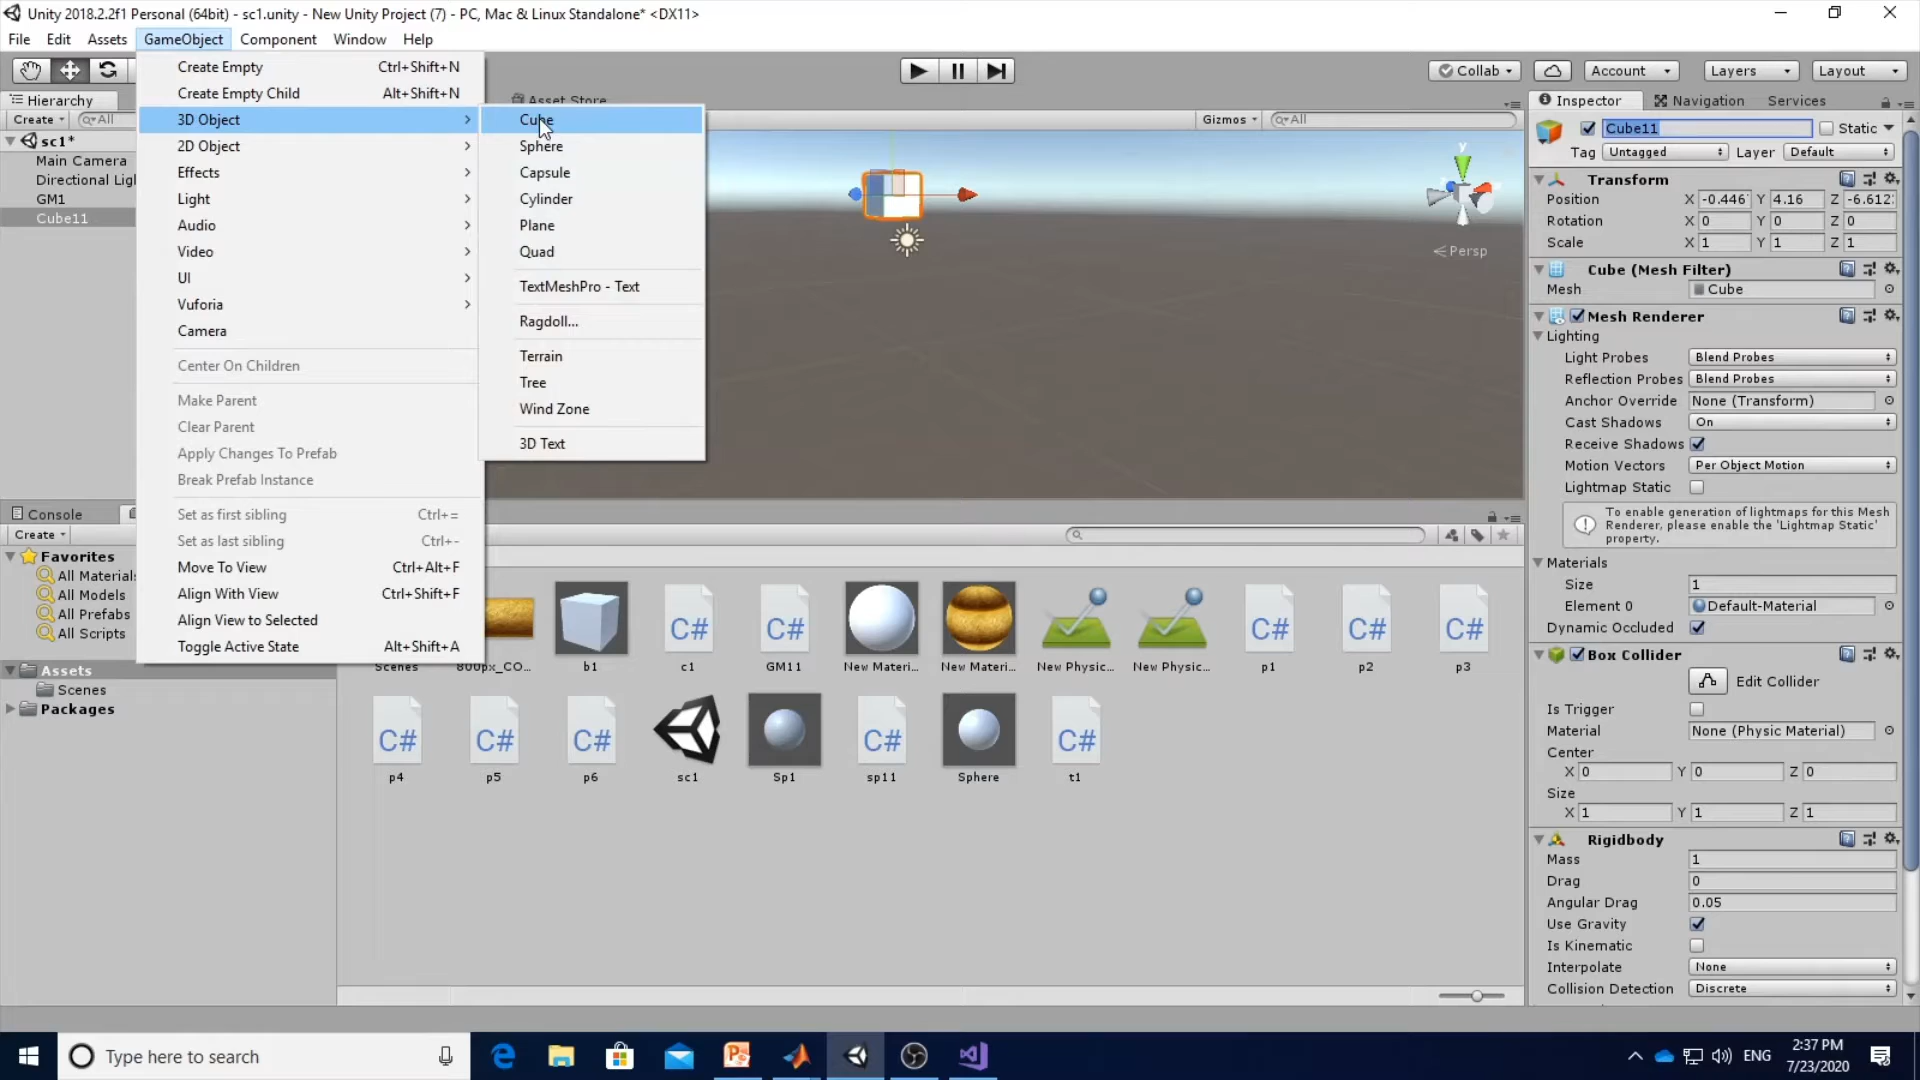 Unity 2018.2.2f1 Personal (64bit) - sc1.unity - New Unity Project (7) - PC, Mac & Linux Standalone* <DX11>
File Edit Assets GameObject Component Window Help
Collab Account Layers Layout
Hierarchy
Create All
sc1*
Main Camera
Directional Ligh
GM1
Cube11
Create Empty Ctrl+Shift+N
Create Empty Child Alt+Shift+N
3D Object
2D Object
Effects
Light
Audio
Video
UI
Vuforia
Camera
Center On Children
Make Parent
Clear Parent
Apply Changes To Prefab
Break Prefab Instance
Set as first sibling Ctrl+=
Set as last sibling Ctrl+-
Move To View Ctrl+Alt+F
Align With View Ctrl+Shift+F
Align View to Selected
Toggle Active State Alt+Shift+A
Cube
Sphere
Capsule
Cylinder
Plane
Quad
TextMeshPro - Text
Ragdoll...
Terrain
Tree
Wind Zone
3D Text
Asset Store
Gizmos All
y
Persp
Inspector Navigation Services
Cube11 Static
Tag Untagged Layer Default
Transform
Position X -0.446 Y 4.16 Z -6.612
Rotation X 0 Y 0 Z 0
Scale X 1 Y 1 Z 1
Cube (Mesh Filter)
Mesh Cube
Mesh Renderer
Lighting
Light Probes Blend Probes
Reflection Probes Blend Probes
Anchor Override None (Transform)
Cast Shadows On
Receive Shadows
Motion Vectors Per Object Motion
Lightmap Static
To enable generation of lightmaps for this Mesh
Renderer, please enable the 'Lightmap Static'
property.
Materials
Size 1
Element 0 Default-Material
Dynamic Occluded
Box Collider
Edit Collider
Is Trigger
Material None (Physic Material)
Center
X 0 Y 0 Z 0
Size
X 1 Y 1 Z 1
Rigidbody
Mass 1
Drag 0
Angular Drag 0.05
Use Gravity
Is Kinematic
Interpolate None
Collision Detection Discrete
Console
Create
Favorites
All Materials
All Models
All Prefabs
All Scripts
Assets
Scenes
Packages
C# C# C# C# C#
Scenes 800px_CO... b1 c1 GM11 New Materi... New Materi... New Physic... New Physic... p1 p2 p3
C# C# C# C# C#
p4 p5 p6 sc1 Sp1 sp11 Sphere t1
Type here to search
ENG
2:37 PM
7/23/2020